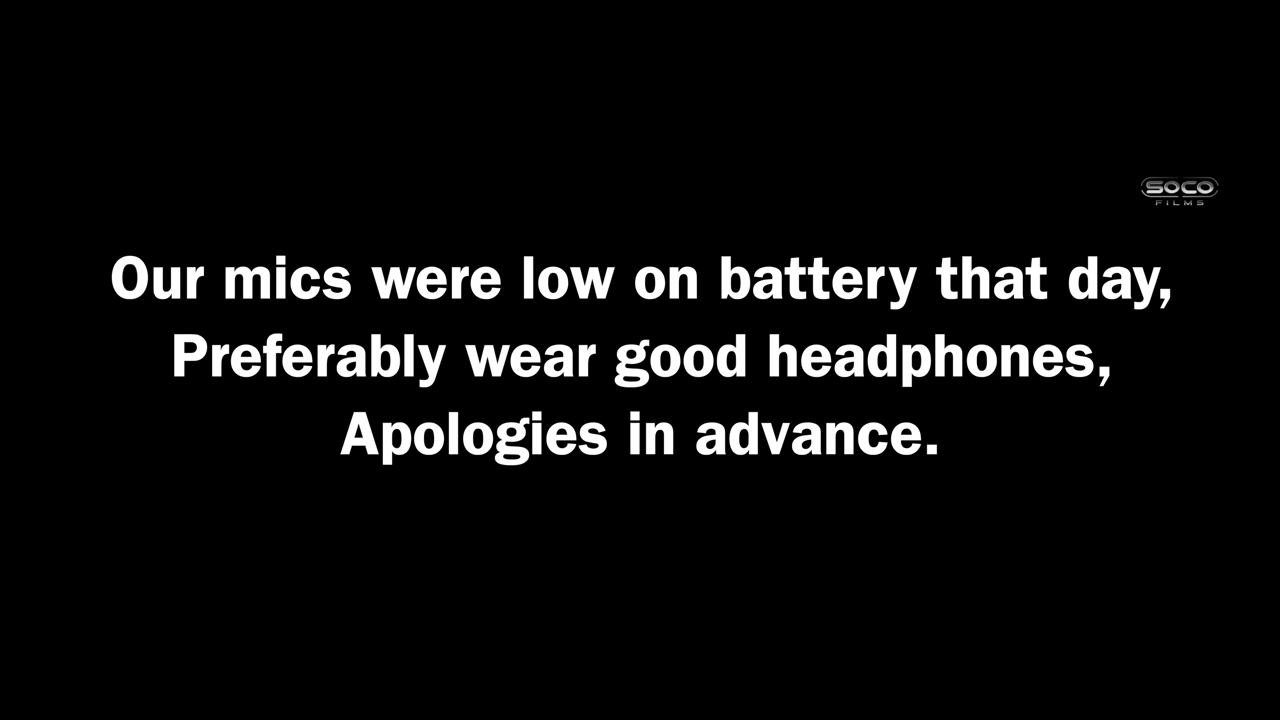 SOCO
FILMS
Our mics were low on battery that day,
Preferably wear good headphones,
Apologies in advance.